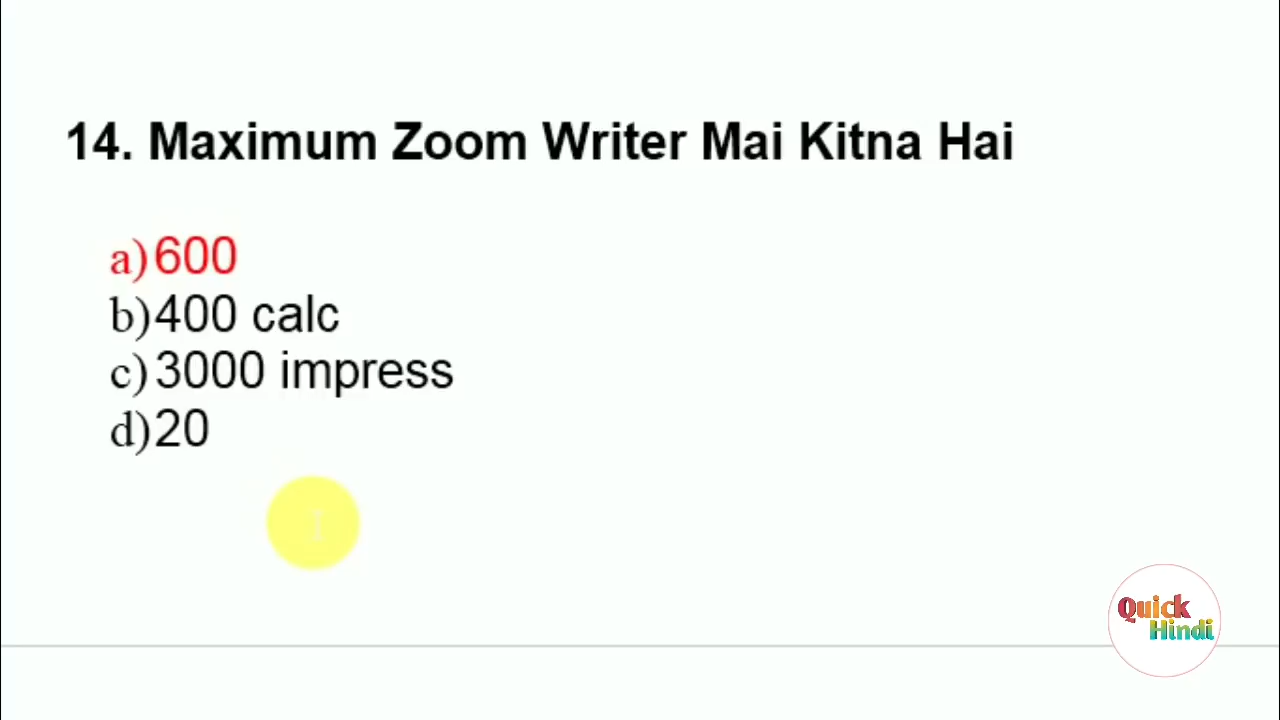 14. Maximum Zoom Writer Mai Kitna Hai
a) 600
b) 400 calc
c) 3000 impress
d) 20
Quick
Hindi